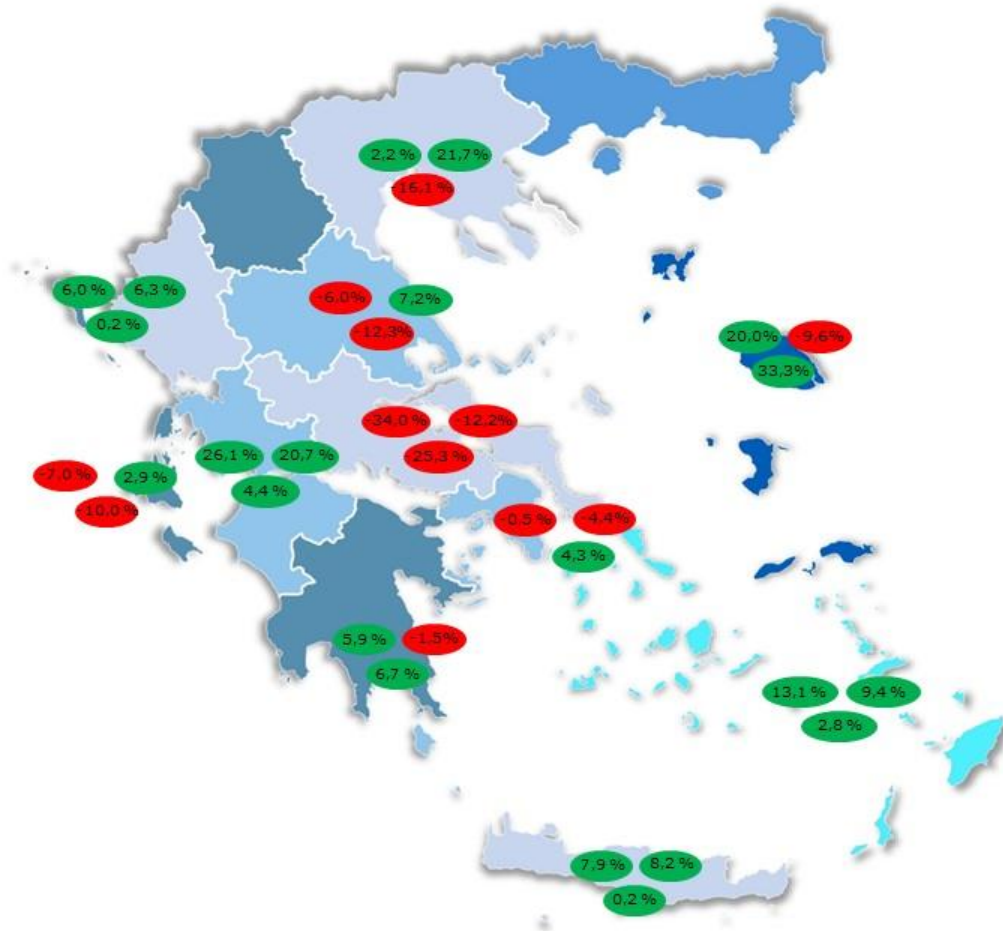 2,2 % 21,7%
-16,1 %
6,0 % 6,3 %
0,2 %
-6,0% 7,2%
-12,3%
20,0% -9,6%
33,3%
-34,0 % -12,2%
-25,3 %
26,1 % 20,7 %
4,4 %
-7,0 % 2,9 %
-10,0 %
-0,5 % -4,4%
4,3 %
5,9 % -1,5%
6,7 %
13,1 % 9,4 %
2,8 %
7,9 % 8,2 %
0,2 %